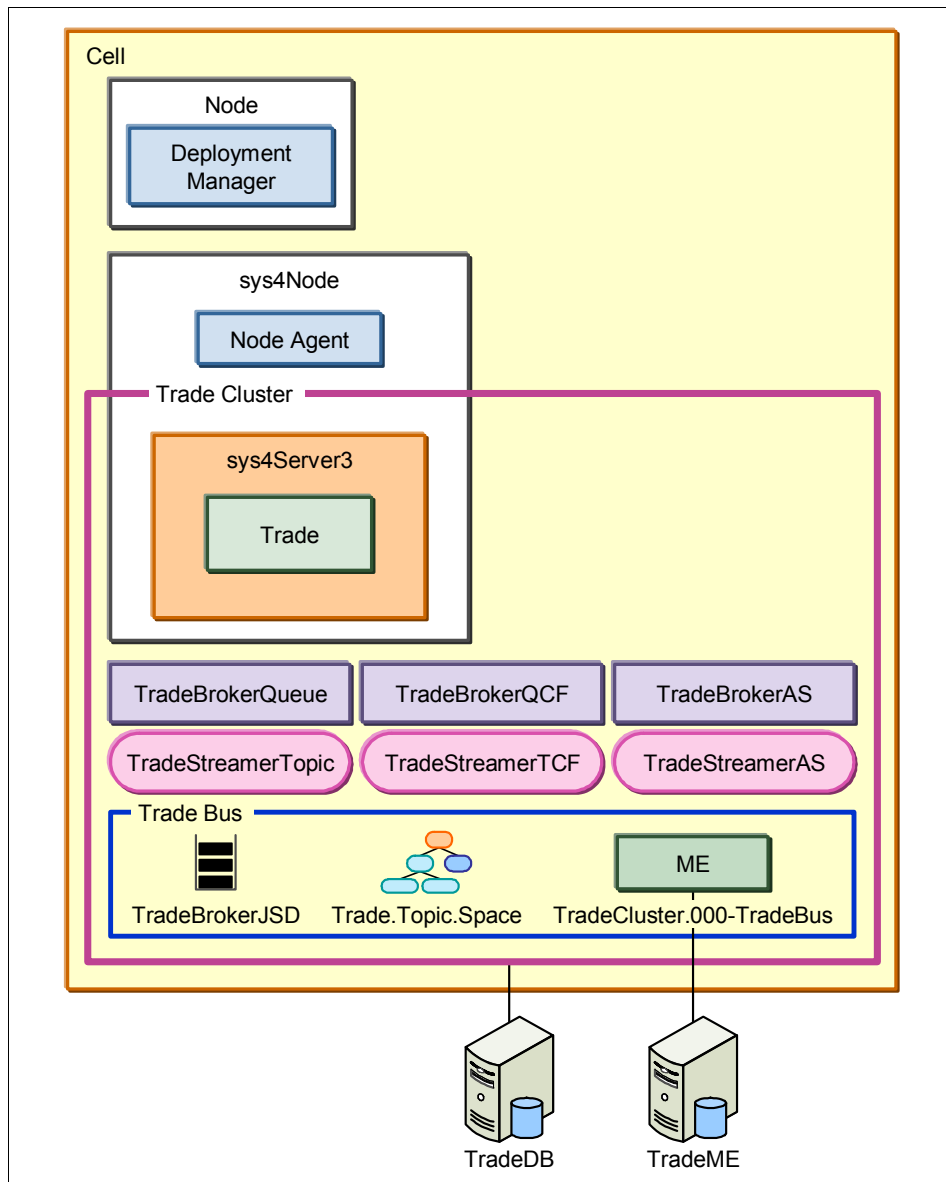 Cell
Node
Deployment
Manager
sys4Node
Node Agent
Trade Cluster
sys4Server3
Trade
TradeBrokerQueue
TradeBrokerQCF
TradeBrokerAS
TradeStreamerTopic
TradeStreamerTCF
TradeStreamerAS
Trade Bus
ME
TradeBrokerJSD
Trade.Topic.Space
TradeCluster.000-TradeBus
TradeDB
TradeME